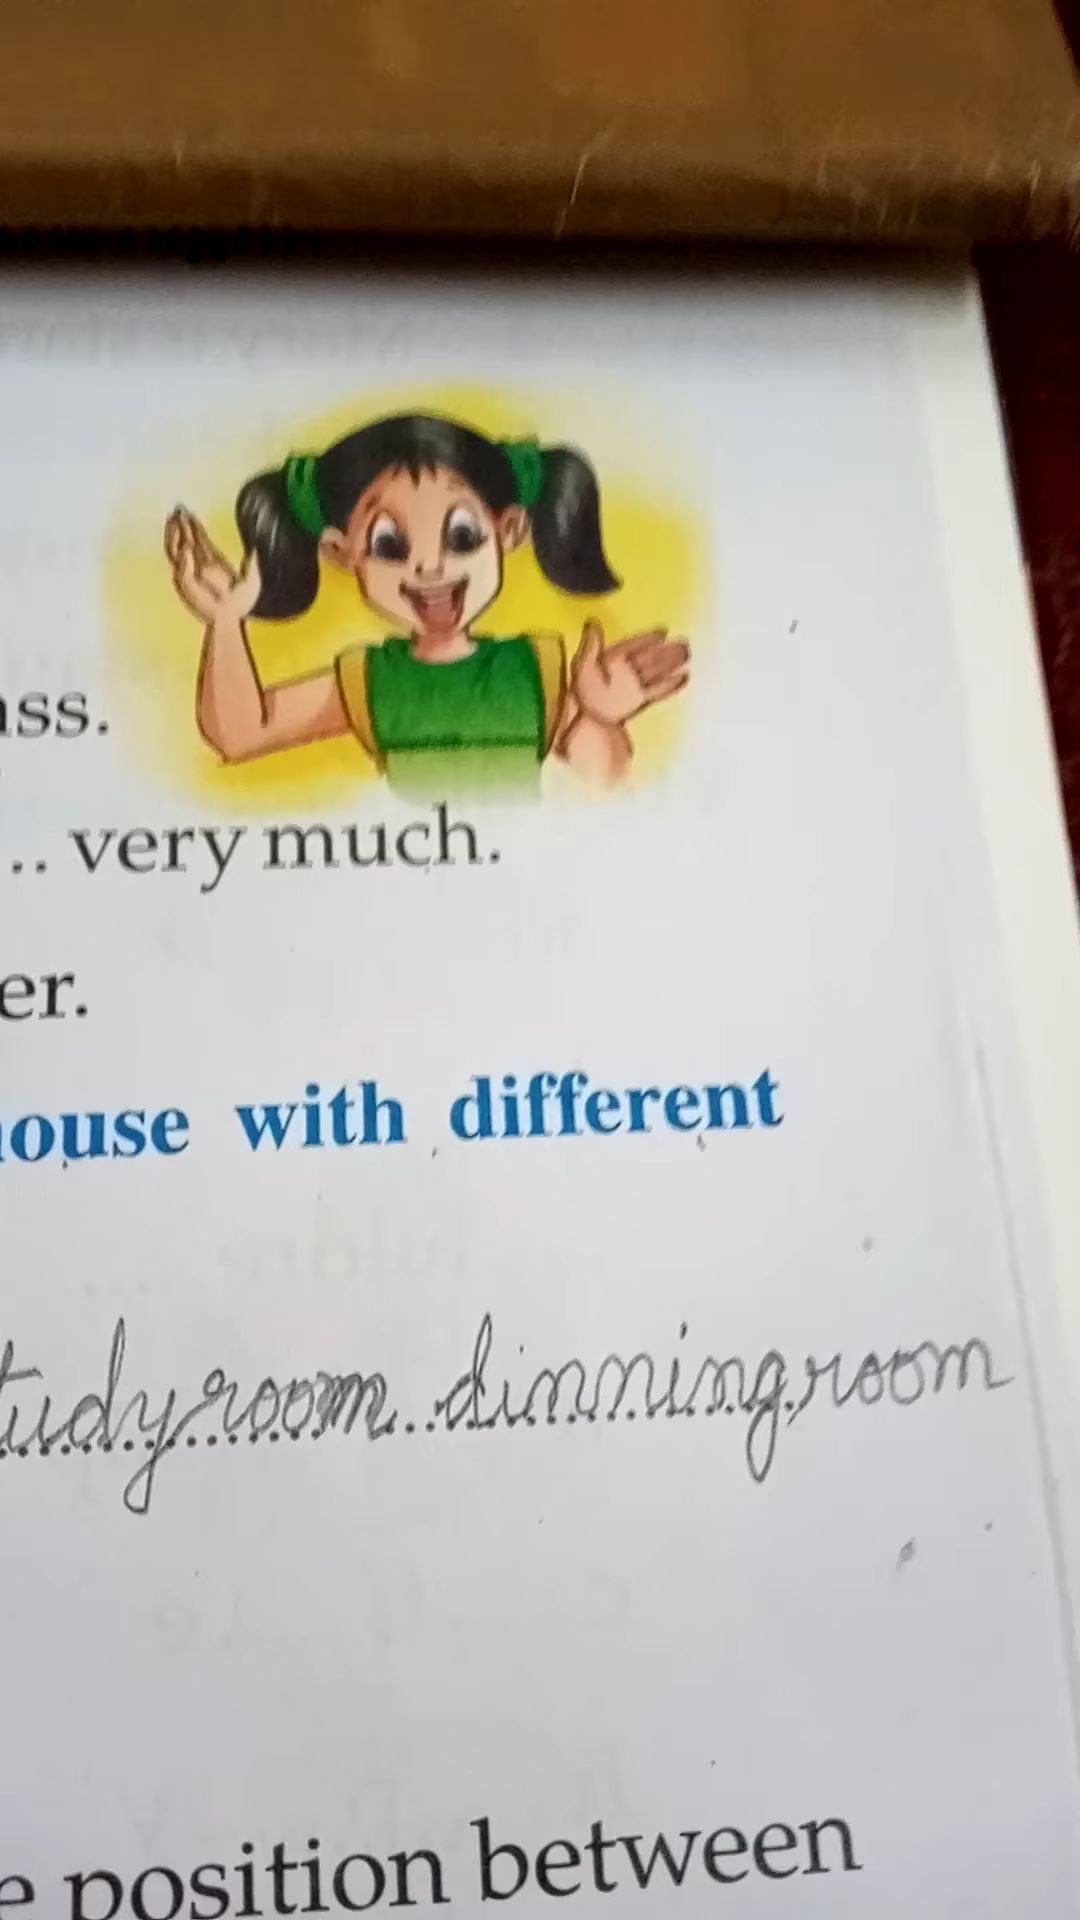 ss.
.. very much.
er.
ouse with different
tudy room dinning room
position between